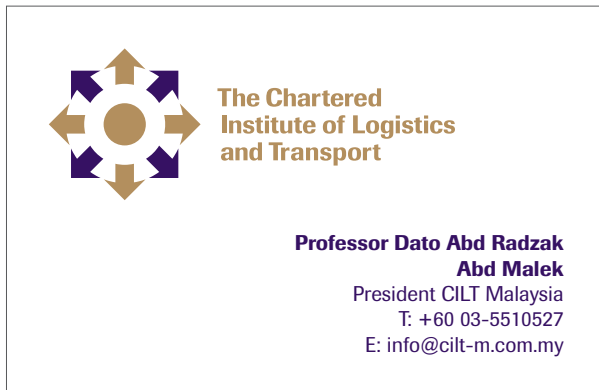 The Chartered
Institute of Logistics
and Transport
Professor Dato Abd Radzak
Abd Malek
President CILT Malaysia
T: +60 03-5510527
E: info@cilt-m.com.my